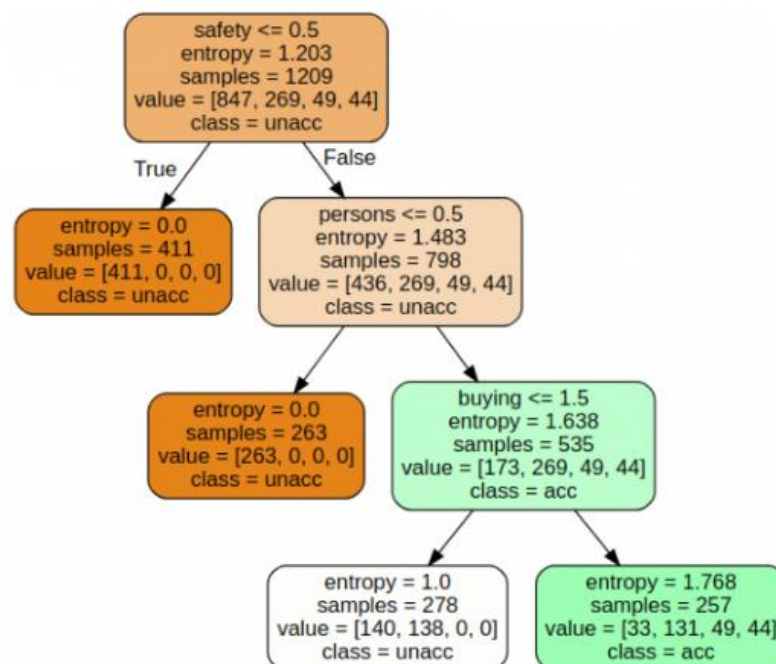 safety <= 0.5
entropy = 1.203
samples = 1209
value = [847, 269, 49, 44]
class = unacc
True
False
entropy = 0.0
samples = 411
value = [411, 0, 0, 0]
class = unacc
persons <= 0.5
entropy = 1.483
samples = 798
value = [436, 269, 49, 44]
class = unacc
entropy = 0.0
samples = 263
value = [263, 0, 0, 0]
class = unacc
buying <= 1.5
entropy = 1.638
samples = 535
value = [173, 269, 49, 44]
class = acc
entropy = 1.0
samples = 278
value = [140, 138, 0, 0]
class = unacc
entropy = 1.768
samples = 257
value = [33, 131, 49, 44]
class = acc